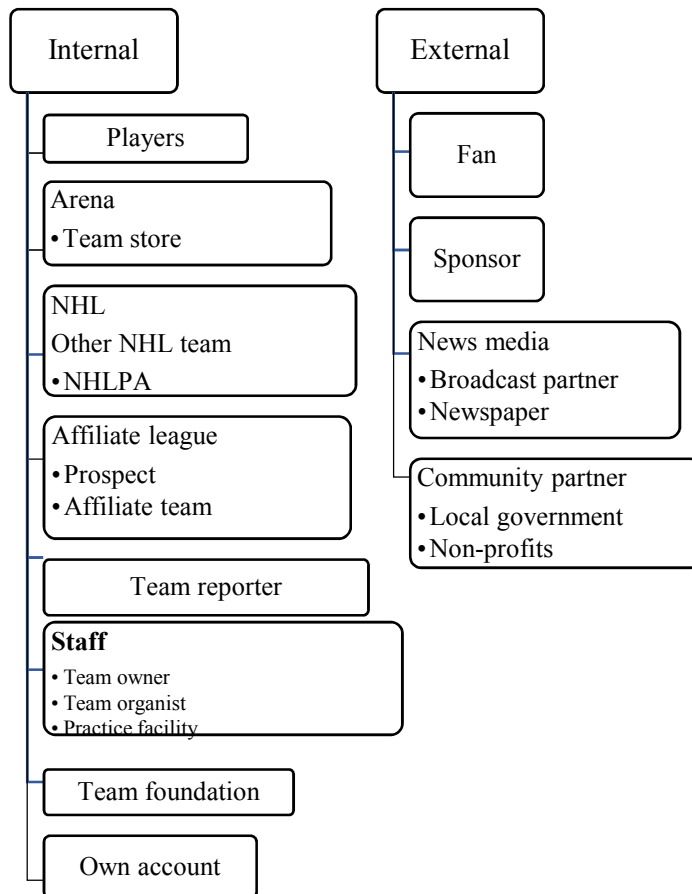 Internal
Players
Arena
• Team store
NHL
Other NHL team
• NHLPA
Affiliate league
• Prospect
• Affiliate team
Team reporter
Staff
• Team owner
• Team organist
• Practice facility
Team foundation
Own account
External
Fan
Sponsor
News media
• Broadcast partner
• Newspaper
Community partner
• Local government
• Non-profits